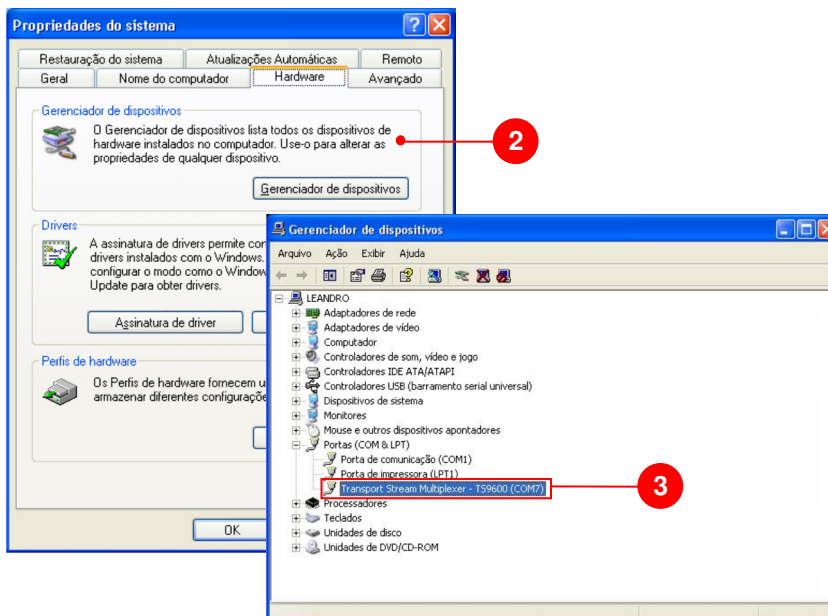 Propriedades do sistema
Restauração do sistema
Atualizações Automáticas
Remoto
Geral
Nome do computador
Hardware
Avançado
Gerenciador de dispositivos
O Gerenciador de dispositivos lista todos os dispositivos de
hardware instalados no computador. Use-o para alterar as
propriedades de qualquer dispositivo.
2
Gerenciador de dispositivos
Drivers
A assinatura de drivers permite
drivers instalados com o Windows.
configurar o modo como o
Update para obter drivers.
Assinatura de driver
Perfis de hardware
Os Perfis de hardware fornecem
armazenar diferentes
OK
Gerenciador de dispositivos
Arquivo Ação Exibir Ajuda
LEANDRO
Adaptadores de rede
Adaptadores de vídeo
Computador
Controladores de som, vídeo e jogo
Controladores IDE ATA/ATAPI
Controladores USB (barramento serial universal)
Dispositivos de sistema
Monitores
Mouse e outros dispositivos apontadores
Portas (COM & LPT)
Porta de comunicação (COM1)
Porta de impressora (LPT1)
Transport Stream Multiplexer - TS9600 (COM7)
3
Processadores
Teclados
Unidades de disco
Unidades de DVD/CD-ROM